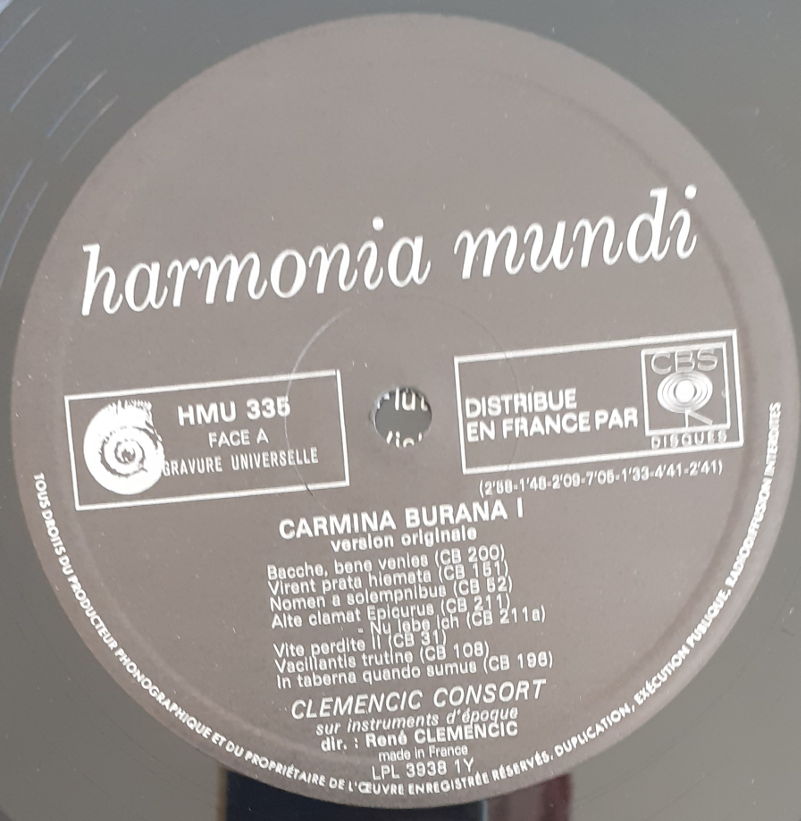 harmonia mundi
HMU 335
FACE A
GRAVURE UNIVERSELLE
DISTRIBUE
EN FRANCE PAR
CBS
DISQUES
(2'58-1'48-2'09-7'05-1'33-4'41-2'41)
CARMINA BURANA I
version originale
Bacche, bene venies (CB 200)
Virent prata hiemata (CB 151)
Nomen a solempnibus (CB 52)
Alte clamat Epicurus (CB 211)
- Nu lebe ich (CB 211a)
Vite perdite II (CB 31)
Vacillantis trutine (CB 108)
In taberna quando sumus (CB 196)
CLEMENCIC CONSORT
sur instruments d'époque
dir. : René CLEMENCIC
made in France
LPL 3938 1Y
TOUS DROITS DU PRODUCTEUR PHONOGRAPHIQUE ET DU PROPRIÉTAIRE DE L'ŒUVRE ENREGISTRÉE RÉSERVÉS. DUPLICATION, EXÉCUTION PUBLIQUE, RADIODIFFUSION INTERDITES